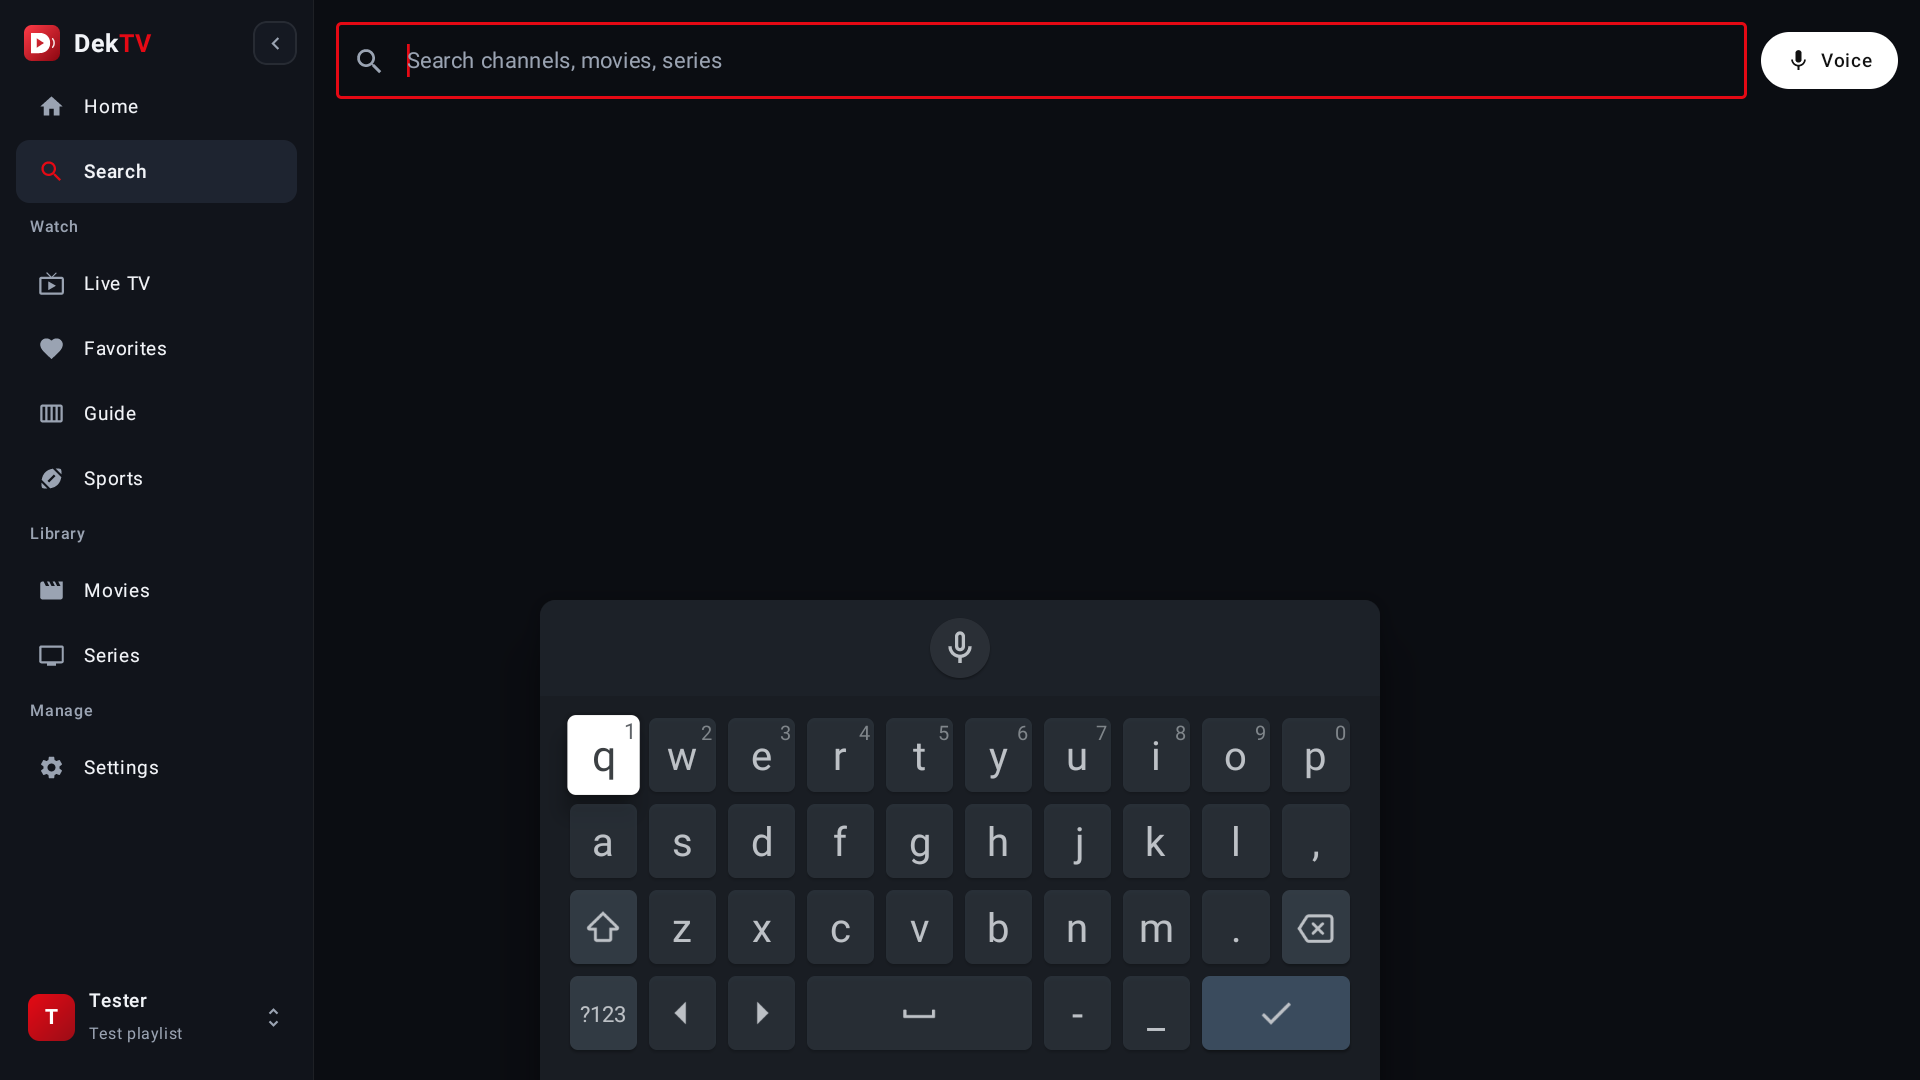 DekTV
Home
Search
Watch
Live TV
Favorites
Guide
Sports
Library
Movies
Series
Manage
Settings
T
Tester
Test playlist
Search channels, movies, series
Voice
q 1 w 2 e 3 r 4 t 5 y 6 u 7 i 8 o 9 p 0
a s d f g h j k l ,
z x c v b n m .
?123 - _